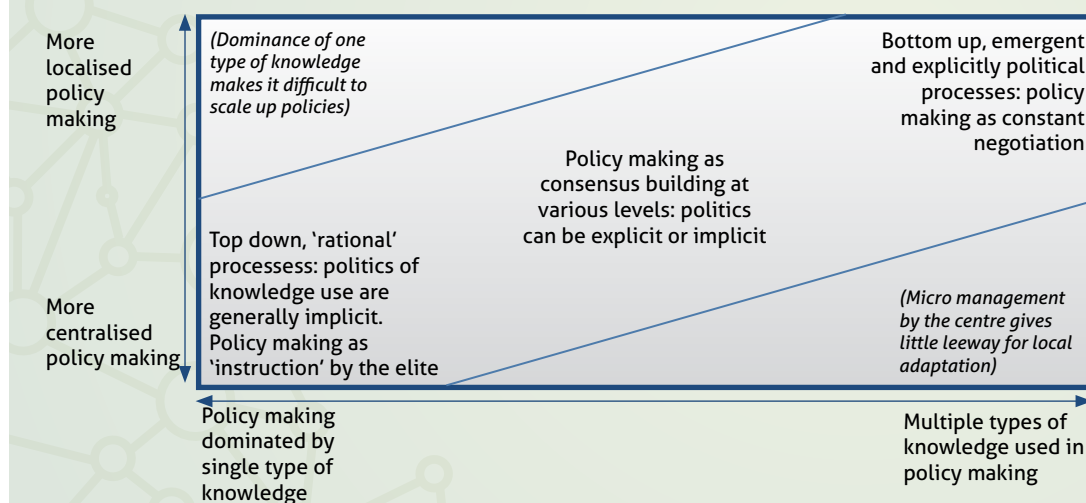 More
localised
policy
making
(Dominance of one
type of knowledge
makes it difficult to
scale up policies)
Bottom up, emergent
and explicitly political
processes: policy
making as constant
negotiation
Policy making as
consensus building at
various levels: politics
can be explicit or implicit
Top down, ‘rational’
processess: politics of
knowledge use are
generally implicit.
Policy making as
‘instruction’ by the elite
More
centralised
policy making
(Micro management
by the centre gives
little leeway for local
adaptation)
Policy making
dominated by
single type of
knowledge
Multiple types of
knowledge used in
policy making